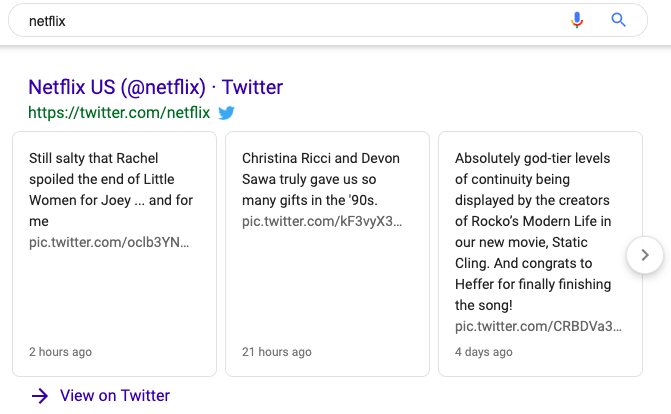 netflix
Netflix US (@netflix) · Twitter
https://twitter.com/netflix
Still salty that Rachel
spoiled the end of Little
Women for Joey ... and for
me
pic.twitter.com/oclb3YN...
2 hours ago
Christina Ricci and Devon
Sawa truly gave us so
many gifts in the '90s.
pic.twitter.com/kF3vyX3...
21 hours ago
Absolutely god-tier levels
of continuity being
displayed by the creators
of Rocko’s Modern Life in
our new movie, Static
Cling. And congrats to
Heffer for finally finishing
the song!
pic.twitter.com/CRBDVa3...
4 days ago
View on Twitter